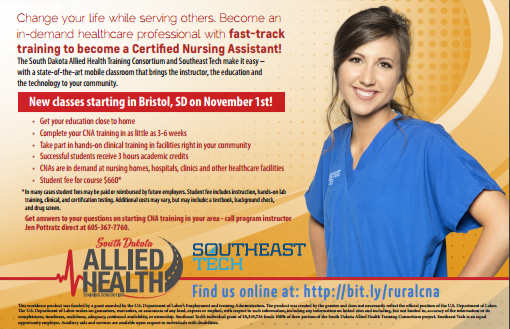 Change your life while serving others. Become an
in-demand healthcare professional with fast-track
training to become a Certified Nursing Assistant!
The South Dakota Allied Health Training Consortium and Southeast Tech make it easy –
with a state-of-the-art mobile classroom that brings the instructor, the education and
the technology to your community.
New classes starting in Bristol, SD on November 1st!
• Get your education close to home
• Complete your CNA training in as little as 3-6 weeks
• Take part in hands-on clinical training in facilities right in your community
• Successful students receive 3 hours academic credits
• CNAs are in demand at nursing homes, hospitals, clinics and other healthcare facilities
• Student fee for course $660*
*In many cases student fees may be paid or reimbursed by future employers. Student fee includes instruction, hands-on lab
training, clinical, and certification testing. Additional costs may vary, but may include: a textbook, background check,
and drug screen.
Get answers to your questions on starting CNA training in your area - call program instructor
Jen Pottratz direct at 605-367-7760.
South Dakota
ALLIED
HEALTH
TRAINING CONSORTIUM
SOUTHEAST
TECH
Find us online at: http://bit.ly/ruralcna
This workforce product was funded by a grant awarded by the U.S. Department of Labor's Employment and Training Administration. The product was created by the grantee and does not necessarily reflect the official position of the U.S. Department of Labor.
The U.S. Department of Labor makes no guarantees, warranties, or assurances of any kind, express or implied, with respect to such information, including any information on linked sites and including, but not limited to, accuracy of the information or its
completeness, timeliness, usefulness, adequacy, continued availability, or ownership. Southeast Tech's individual grant of funds 100% of their portion of the South Dakota Allied Health Training Consortium project. Southeast Tech is an equal
opportunity employer. Auxiliary aids and services are available upon request to individuals with disabilities.